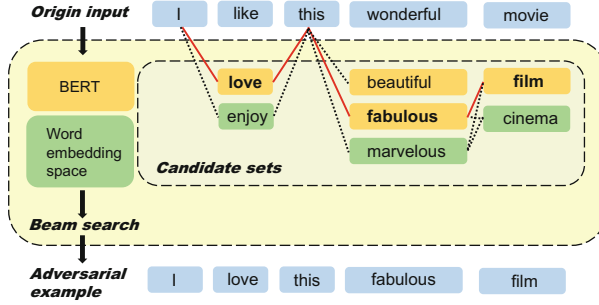 Origin input I like this wonderful movie
BERT love beautiful film
enjoy fabulous cinema
Word
embedding
space
marvelous
Candidate sets
Beam search
Adversarial
example
I love this fabulous film